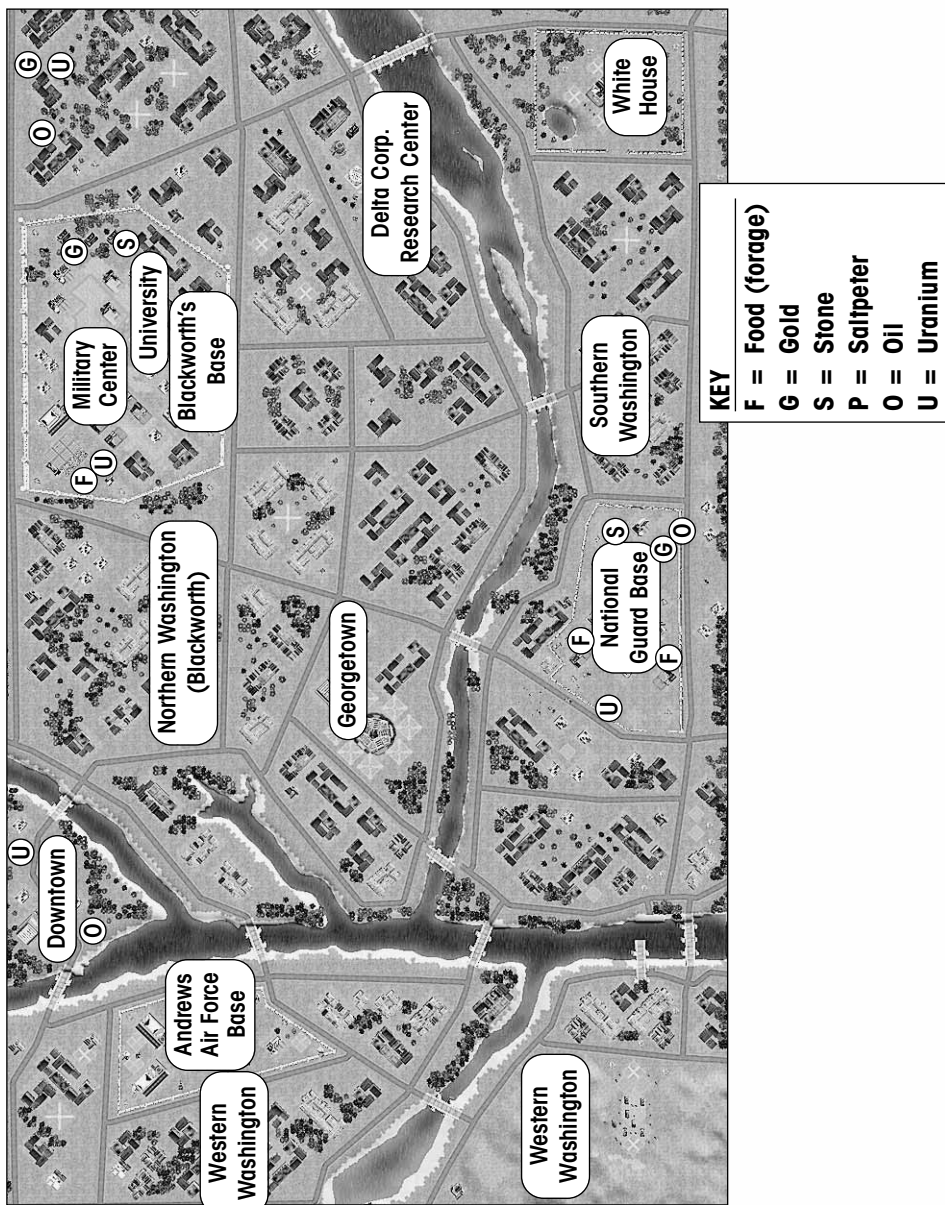 U
G
O
U
Downtown
O
F
U
Military
Center
G
S
University
Blackworth's
Base
Northern Washington
(Blackworth)
Andrews
Air Force
Base
Western
Washington
Georgetown
Delta Corp.
Research Center
Western
Washington
Southern
Washington
White
House
F
U
S
National
Guard Base
G
F
O
KEY
F = Food (forage)
G = Gold
S = Stone
P = Saltpeter
O = Oil
U = Uranium